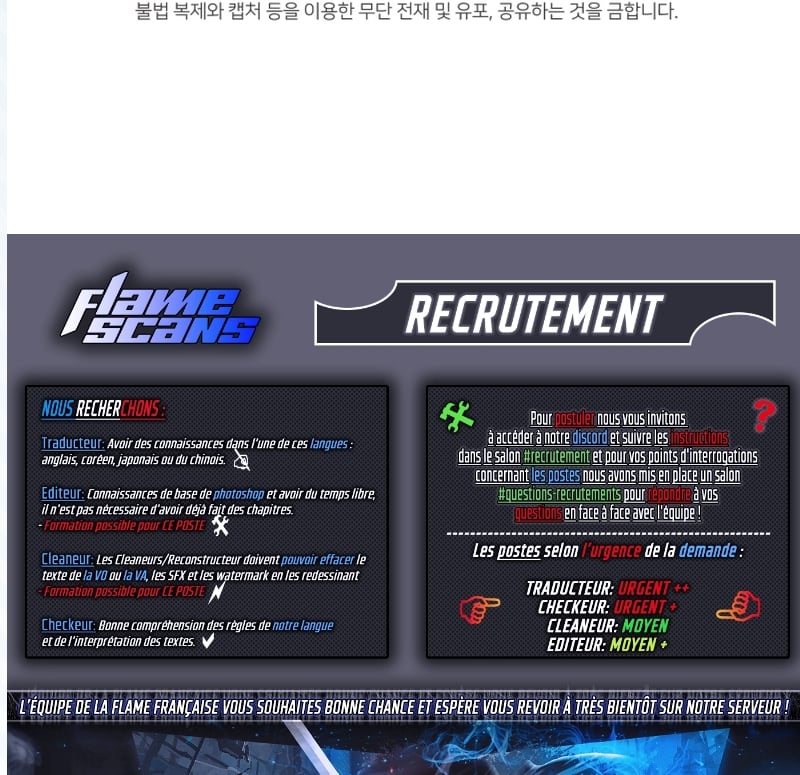 불법 복제와 캡처 등을 이용한 무단 전재 및 유포, 공유하는 것을 금합니다.
FLAME
SCANS
RECRUTEMENT
NOUS RECHERCHONS :
Traducteur: Avoir des connaissances dans l'une de ces langues :
anglais, coréen, japonais ou du chinois.
Editeur: Connaissances de base de photoshop et avoir du temps libre,
il n'est pas nécessaire d'avoir déjà fait des chapitres.
- Formation possible pour CE POSTE
Cleaneur: Les Cleaneurs/Reconstructeur doivent pouvoir effacer le
texte de la VO ou la VA, les SFX et les watermark en les redessinant
- Formation possible pour CE POSTE
Checkeur: Bonne compréhension des règles de notre langue
et de l'interprétation des textes.
Pour postuler nous vous invitons
à accéder à notre discord et suivre les instructions
dans le salon #recrutement et pour vos points d'interrogations
concernant les postes nous avons mis en place un salon
#questions-recrutements pour répondre à vos
questions en face à face avec l'équipe !
Les postes selon l'urgence de la demande :
TRADUCTEUR: URGENT ++
CHECKEUR: URGENT +
CLEANEUR: MOYEN
EDITEUR: MOYEN +
L'ÉQUIPE DE LA FLAME FRANÇAISE VOUS SOUHAITES BONNE CHANCE ET ESPÈRE VOUS REVOIR À TRÈS BIENTÔT SUR NOTRE SERVEUR !